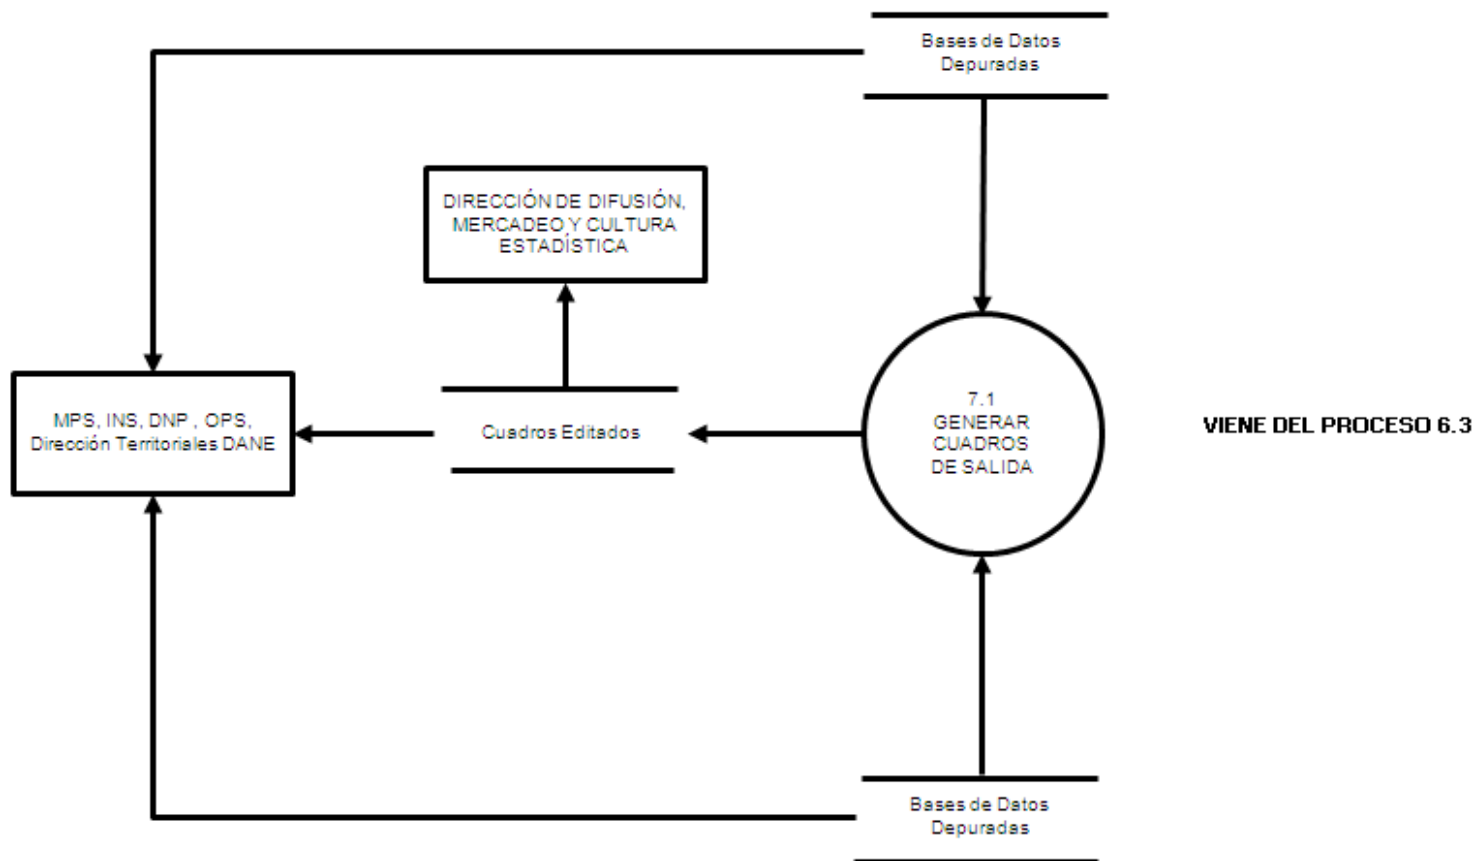 Bases de Datos
Depuradas
DIRECCIÓN DE DIFUSIÓN,
MERCADEO Y CULTURA
ESTADÍSTICA
MPS, INS, DNP , OPS,
Dirección Territoriales DANE
Cuadros Editados
7.1
GENERAR
CUADROS
DE SALIDA
VIENE DEL PROCESO 6.3
Bases de Datos
Depuradas